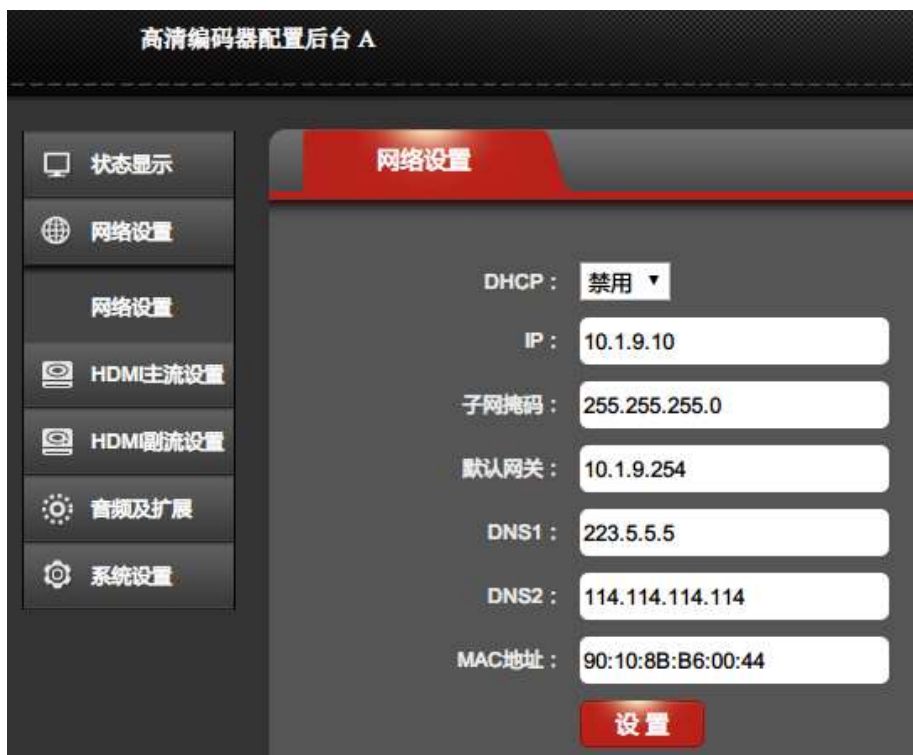 高清编码器配置后台 A
状态显示
网络设置
网络设置
HDMI主流设置
HDMI副流设置
音频及扩展
系统设置
网络设置
DHCP： 禁用
IP： 10.1.9.10
子网掩码： 255.255.255.0
默认网关： 10.1.9.254
DNS1： 223.5.5.5
DNS2： 114.114.114.114
MAC地址： 90:10:8B:B6:00:44
设 置